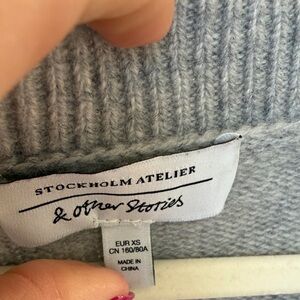 STOCKHOLM ATELIER
& Other Stories
EUR XS
CN 160/80A
MADE IN
CHINA